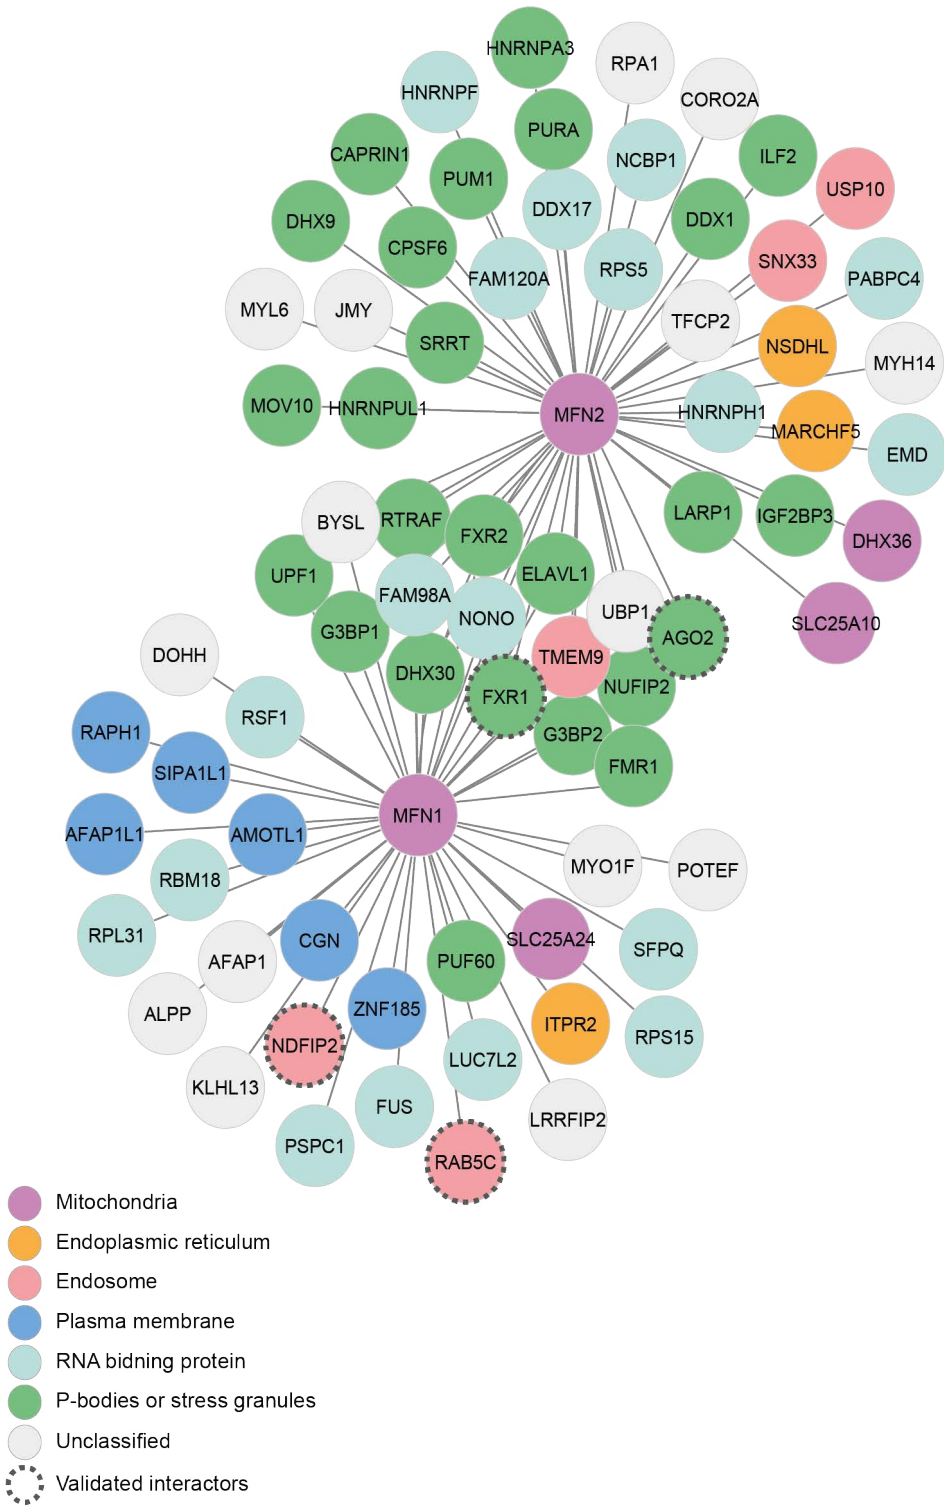 HNRNPA3
RPA1
HNRNPF
CORO2A
PURA
CAPRIN1
NCBP1
ILF2
PUM1
USP10
DHX9
DDX17
DDX1
CPSF6
SNX33
FAM120A
RPS5
PABPC4
MYL6
JMY
TFCP2
SRRT
NSDHL
MYH14
MOV10
HNRNPUL1
MFN2
HNRNPH1
MARCHF5
EMD
LARP1
IGF2BP3
BYSL
RTRAF
FXR2
DHX36
UPF1
ELAVL1
FAM98A
NONO
UBP1
SLC25A10
G3BP1
AGO2
DOHH
TMEM9
DHX30
NUFIP2
FXR1
RSF1
RAPH1
G3BP2
SIPA1L1
FMR1
MFN1
AFAP1L1
AMOTL1
MYO1F
POTEF
RBM18
RPL31
CGN
SLC25A24
SFPQ
AFAP1
PUF60
ALPP
ZNF185
ITPR2
RPS15
NDFIP2
LUC7L2
KLHL13
FUS
LRRFIP2
PSPC1
RAB5C
Mitochondria
Endoplasmic reticulum
Endosome
Plasma membrane
RNA bidning protein
P-bodies or stress granules
Unclassified
Validated interactors